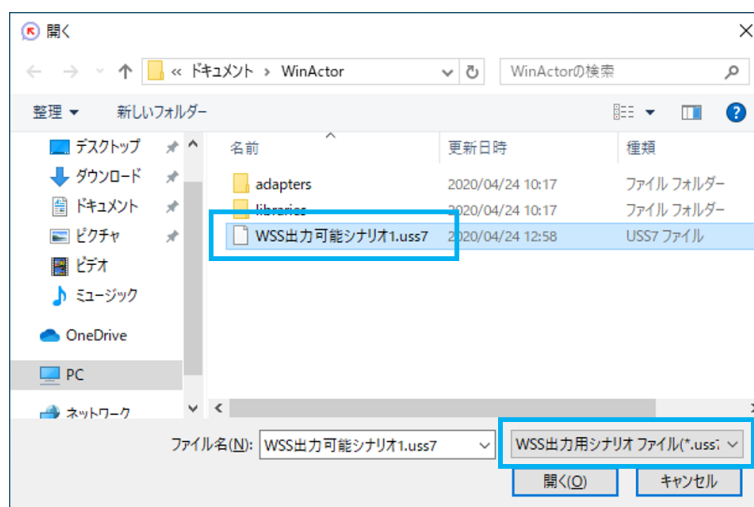 開く
« ドキュメント › WinActor
WinActorの検索
整理 新しいフォルダー
名前 更新日時 種類
デスクトップ
ダウンロード
ドキュメント
ピクチャ
ビデオ
ミュージック
OneDrive
PC
ネットワーク
adapters 2020/04/24 10:17 ファイル フォルダー
libraries 2020/04/24 10:17 ファイル フォルダー
WSS出力可能シナリオ1.uss7 2020/04/24 12:58 USS7 ファイル
ファイル名(N): WSS出力可能シナリオ1.uss7 WSS出力用シナリオ ファイル(*.uss7
開く(O) キャンセル